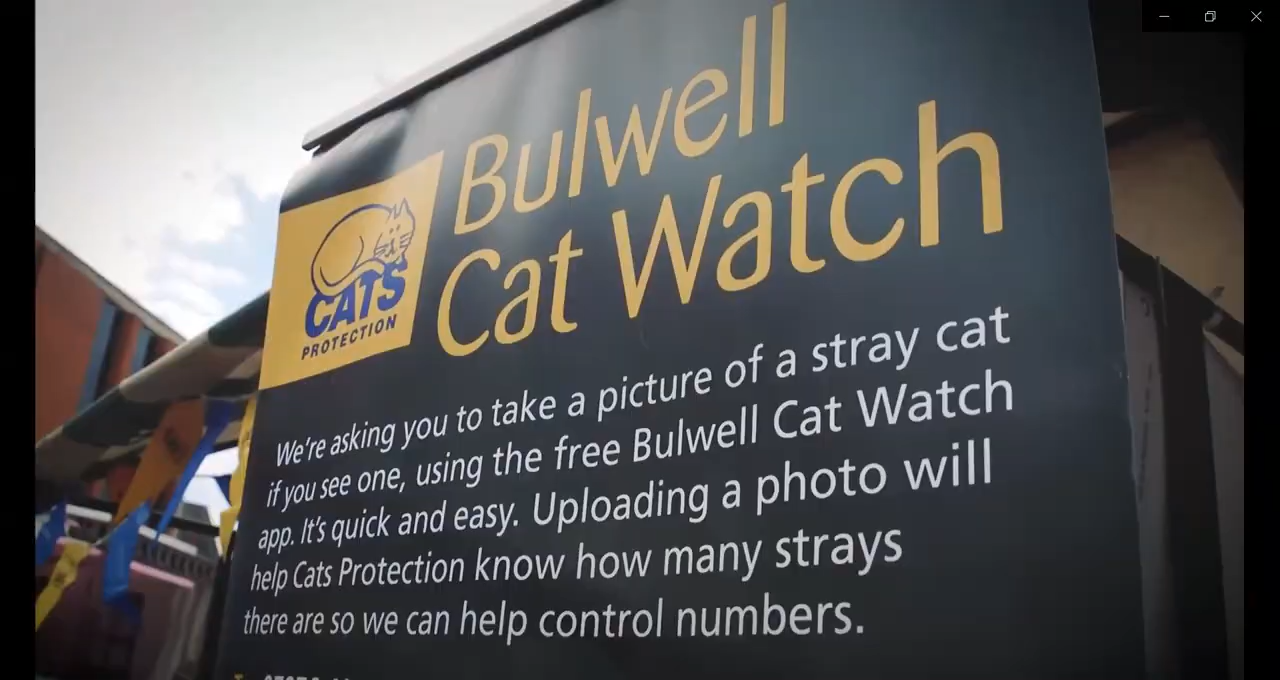 Bulwell
Cat Watch
CATS
PROTECTION
We're asking you to take a picture of a stray cat
if you see one, using the free Bulwell Cat Watch
app. It's quick and easy. Uploading a photo will
help Cats Protection know how many strays
there are so we can help control numbers.